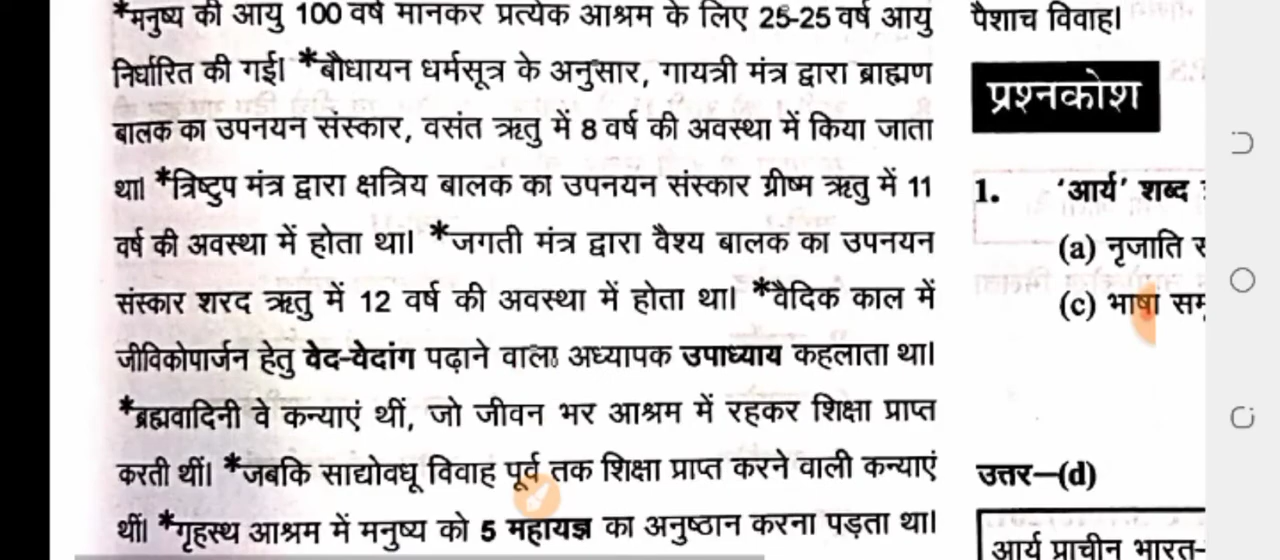 *मनुष्य की आयु 100 वर्ष मानकर प्रत्येक आश्रम के लिए 25-25 वर्ष आयु
निर्धारित की गई। *बौधायन धर्मसूत्र के अनुसार, गायत्री मंत्र द्वारा ब्राह्मण
बालक का उपनयन संस्कार, वसंत ऋतु में 8 वर्ष की अवस्था में किया जाता
था। *त्रिष्टुप मंत्र द्वारा क्षत्रिय बालक का उपनयन संस्कार ग्रीष्म ऋतु में 11
वर्ष की अवस्था में होता था। *जगती मंत्र द्वारा वैश्य बालक का उपनयन
संस्कार शरद ऋतु में 12 वर्ष की अवस्था में होता था। *वैदिक काल में
जीविकोपार्जन हेतु वेद-वेदांग पढ़ाने वाला अध्यापक उपाध्याय कहलाता था।
*ब्रह्मवादिनी वे कन्याएं थीं, जो जीवन भर आश्रम में रहकर शिक्षा प्राप्त
करती थीं। *जबकि साद्योवधू विवाह पूर्व तक शिक्षा प्राप्त करने वाली कन्याएं
थीं। *गृहस्थ आश्रम में मनुष्य को 5 महायज्ञ का अनुष्ठान करना पड़ता था।
पैशाच विवाह।
प्रश्नकोश
1. 'आर्य' शब्द
(a) नृजाति
(c) भाषा
उत्तर–(d)
आर्य प्राचीन भारत-